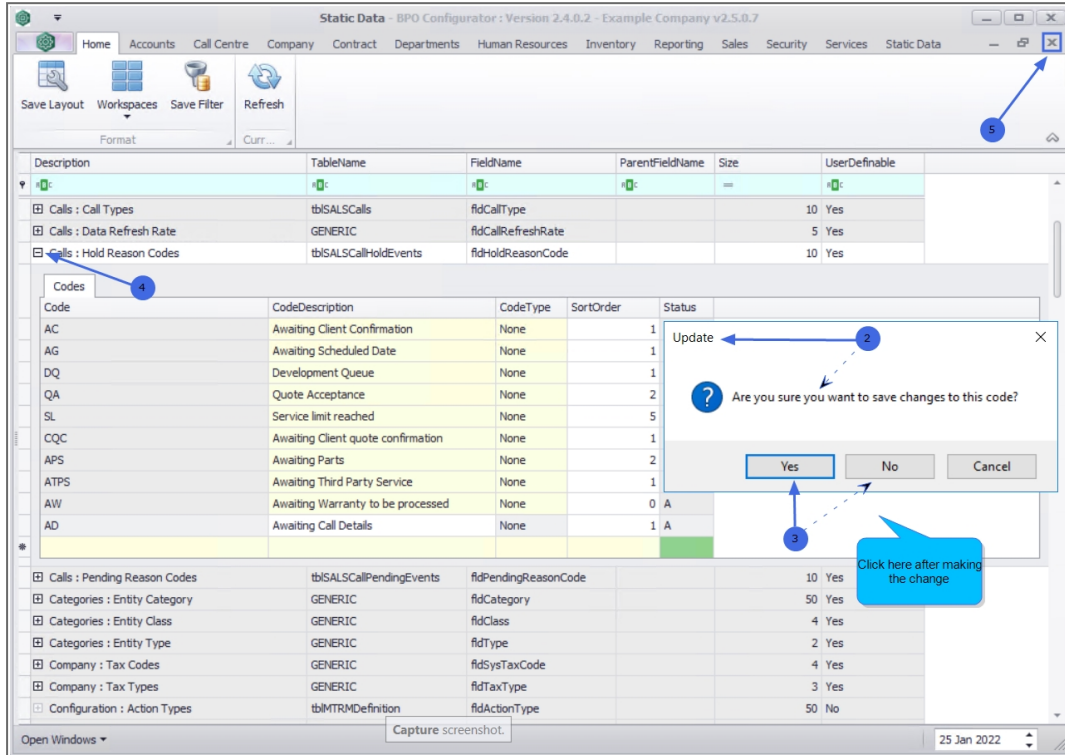 Static Data - BPO Configurator : Version 2.4.0.2 - Example Company v2.5.0.7
Home Accounts Call Centre Company Contract Departments Human Resources Inventory Reporting Sales Security Services Static Data
Save Layout Workspaces Save Filter Refresh
Format Curr...
5
Description TableName FieldName ParentFieldName Size UserDefinable
Calls : Call Types tblSALSCalls fldCallType 10 Yes
Calls : Data Refresh Rate GENERIC fldCallRefreshRate 5 Yes
Calls : Hold Reason Codes tblSALSCallHoldEvents fldHoldReasonCode 10 Yes
4
Codes
Code CodeDescription CodeType SortOrder Status
AC Awaiting Client Confirmation None 1
AG Awaiting Scheduled Date None 1
DQ Development Queue None 1
QA Quote Acceptance None 2
SL Service limit reached None 5
CQC Awaiting Client quote confirmation None 1
APS Awaiting Parts None 2
ATPS Awaiting Third Party Service None 1
AW Awaiting Warranty to be processed None 0 A
AD Awaiting Call Details None 1 A
Update
2
Are you sure you want to save changes to this code?
Yes No Cancel
3
Click here after making
the change
Calls : Pending Reason Codes tblSALSCallPendingEvents fldPendingReasonCode 10 Yes
Categories : Entity Category GENERIC fldCategory 50 Yes
Categories : Entity Class GENERIC fldClass 4 Yes
Categories : Entity Type GENERIC fldType 2 Yes
Company : Tax Codes GENERIC fldSysTaxCode 4 Yes
Company : Tax Types GENERIC fldTaxType 3 Yes
Configuration : Action Types tblMTRMDefinition fldActionType 50 No
Capture screenshot.
Open Windows 25 Jan 2022